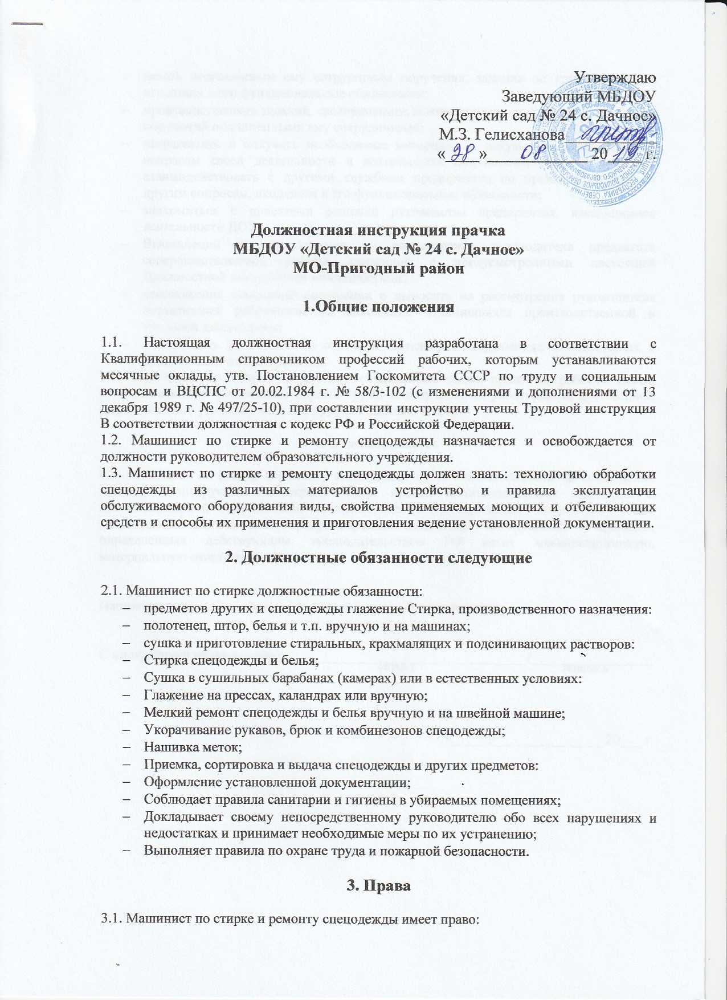 Утверждаю
Заведующий МБДОУ
«Детский сад № 24 с. Дачное»
М.З. Гелисханова
« 28 » 08 20 19 г.
Должностная инструкция прачка
МБДОУ «Детский сад № 24 с. Дачное»
МО-Пригодный район
1.Общие положения
1.1. Настоящая должностная инструкция разработана в соответствии с
Квалификационным справочником профессий рабочих, которым устанавливаются
месячные оклады, утв. Постановлением Госкомитета СССР по труду и социальным
вопросам и ВЦСПС от 20.02.1984 г. № 58/3-102 (с изменениями и дополнениями от 13
декабря 1989 г. № 497/25-10), при составлении инструкции учтены Трудовой инструкция
В соответствии должностная с кодекс РФ и Российской Федерации.
1.2. Машинист по стирке и ремонту спецодежды назначается и освобождается от
должности руководителем образовательного учреждения.
1.3. Машинист по стирке и ремонту спецодежды должен знать: технологию обработки
спецодежды из различных материалов устройство и правила эксплуатации
обслуживаемого оборудования виды, свойства применяемых моющих и отбеливающих
средств и способы их применения и приготовления ведение установленной документации.
2. Должностные обязанности следующие
2.1. Машинист по стирке должностные обязанности:
– предметов других и спецодежды глажение Стирка, производственного назначения:
– полотенец, штор, белья и т.п. вручную и на машинах;
– сушка и приготовление стиральных, крахмалящих и подсинивающих растворов:
– Стирка спецодежды и белья;
– Сушка в сушильных барабанах (камерах) или в естественных условиях:
– Глажение на прессах, каландрах или вручную;
– Мелкий ремонт спецодежды и белья вручную и на швейной машине;
– Укорачивание рукавов, брюк и комбинезонов спецодежды;
– Нашивка меток;
– Приемка, сортировка и выдача спецодежды и других предметов:
– Оформление установленной документации;
– Соблюдает правила санитарии и гигиены в убираемых помещениях;
– Докладывает своему непосредственному руководителю обо всех нарушениях и
недостатках и принимает необходимые меры по их устранению;
– Выполняет правила по охране труда и пожарной безопасности.
3. Права
3.1. Машинист по стирке и ремонту спецодежды имеет право: